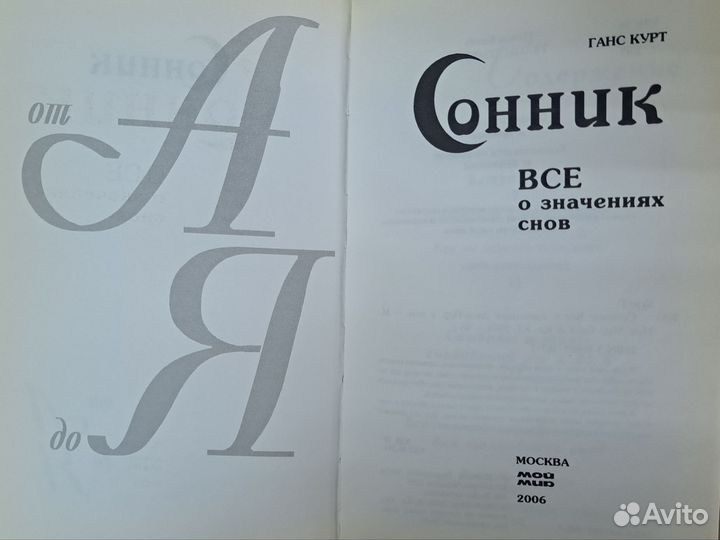 от
А
до
Я
ГАНС КУРТ
Сонник
ВСЕ
о значениях
снов
МОСКВА
мой
мир
2006
Avito